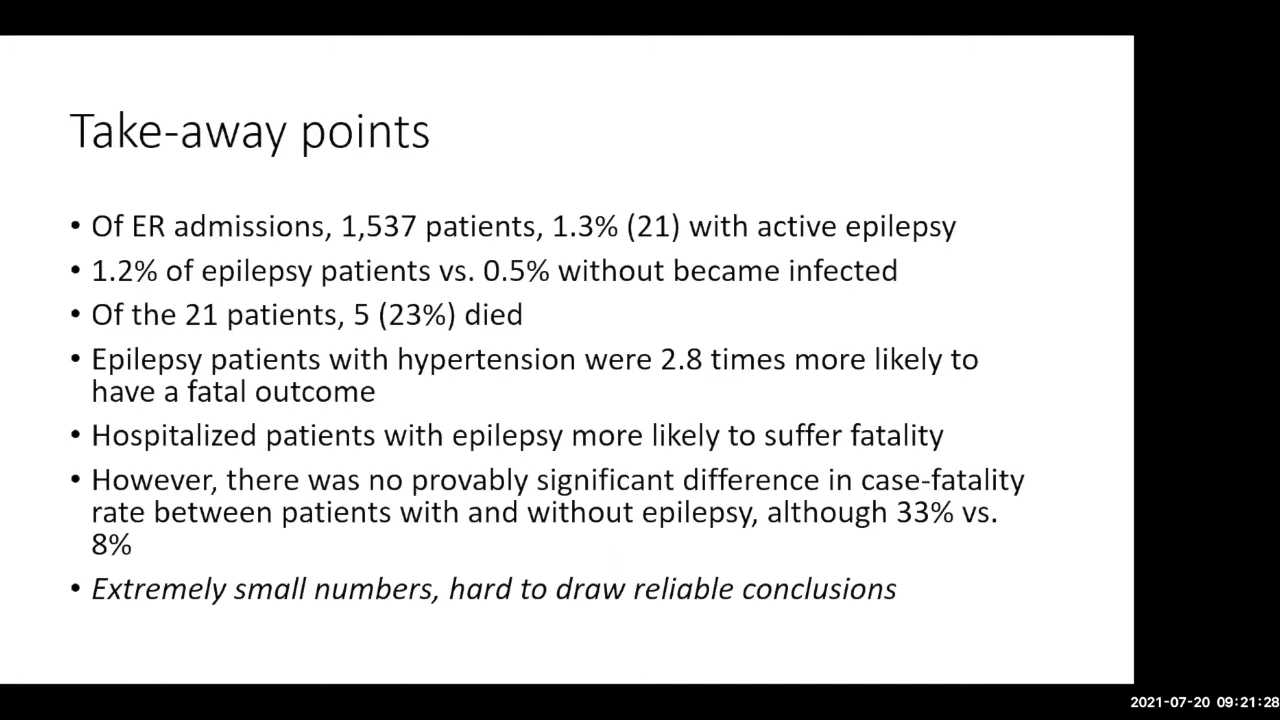 Take-away points
• Of ER admissions, 1,537 patients, 1.3% (21) with active epilepsy
• 1.2% of epilepsy patients vs. 0.5% without became infected
• Of the 21 patients, 5 (23%) died
• Epilepsy patients with hypertension were 2.8 times more likely to
have a fatal outcome
• Hospitalized patients with epilepsy more likely to suffer fatality
• However, there was no provably significant difference in case-fatality
rate between patients with and without epilepsy, although 33% vs.
8%
• Extremely small numbers, hard to draw reliable conclusions
2021-07-20 09:21:28